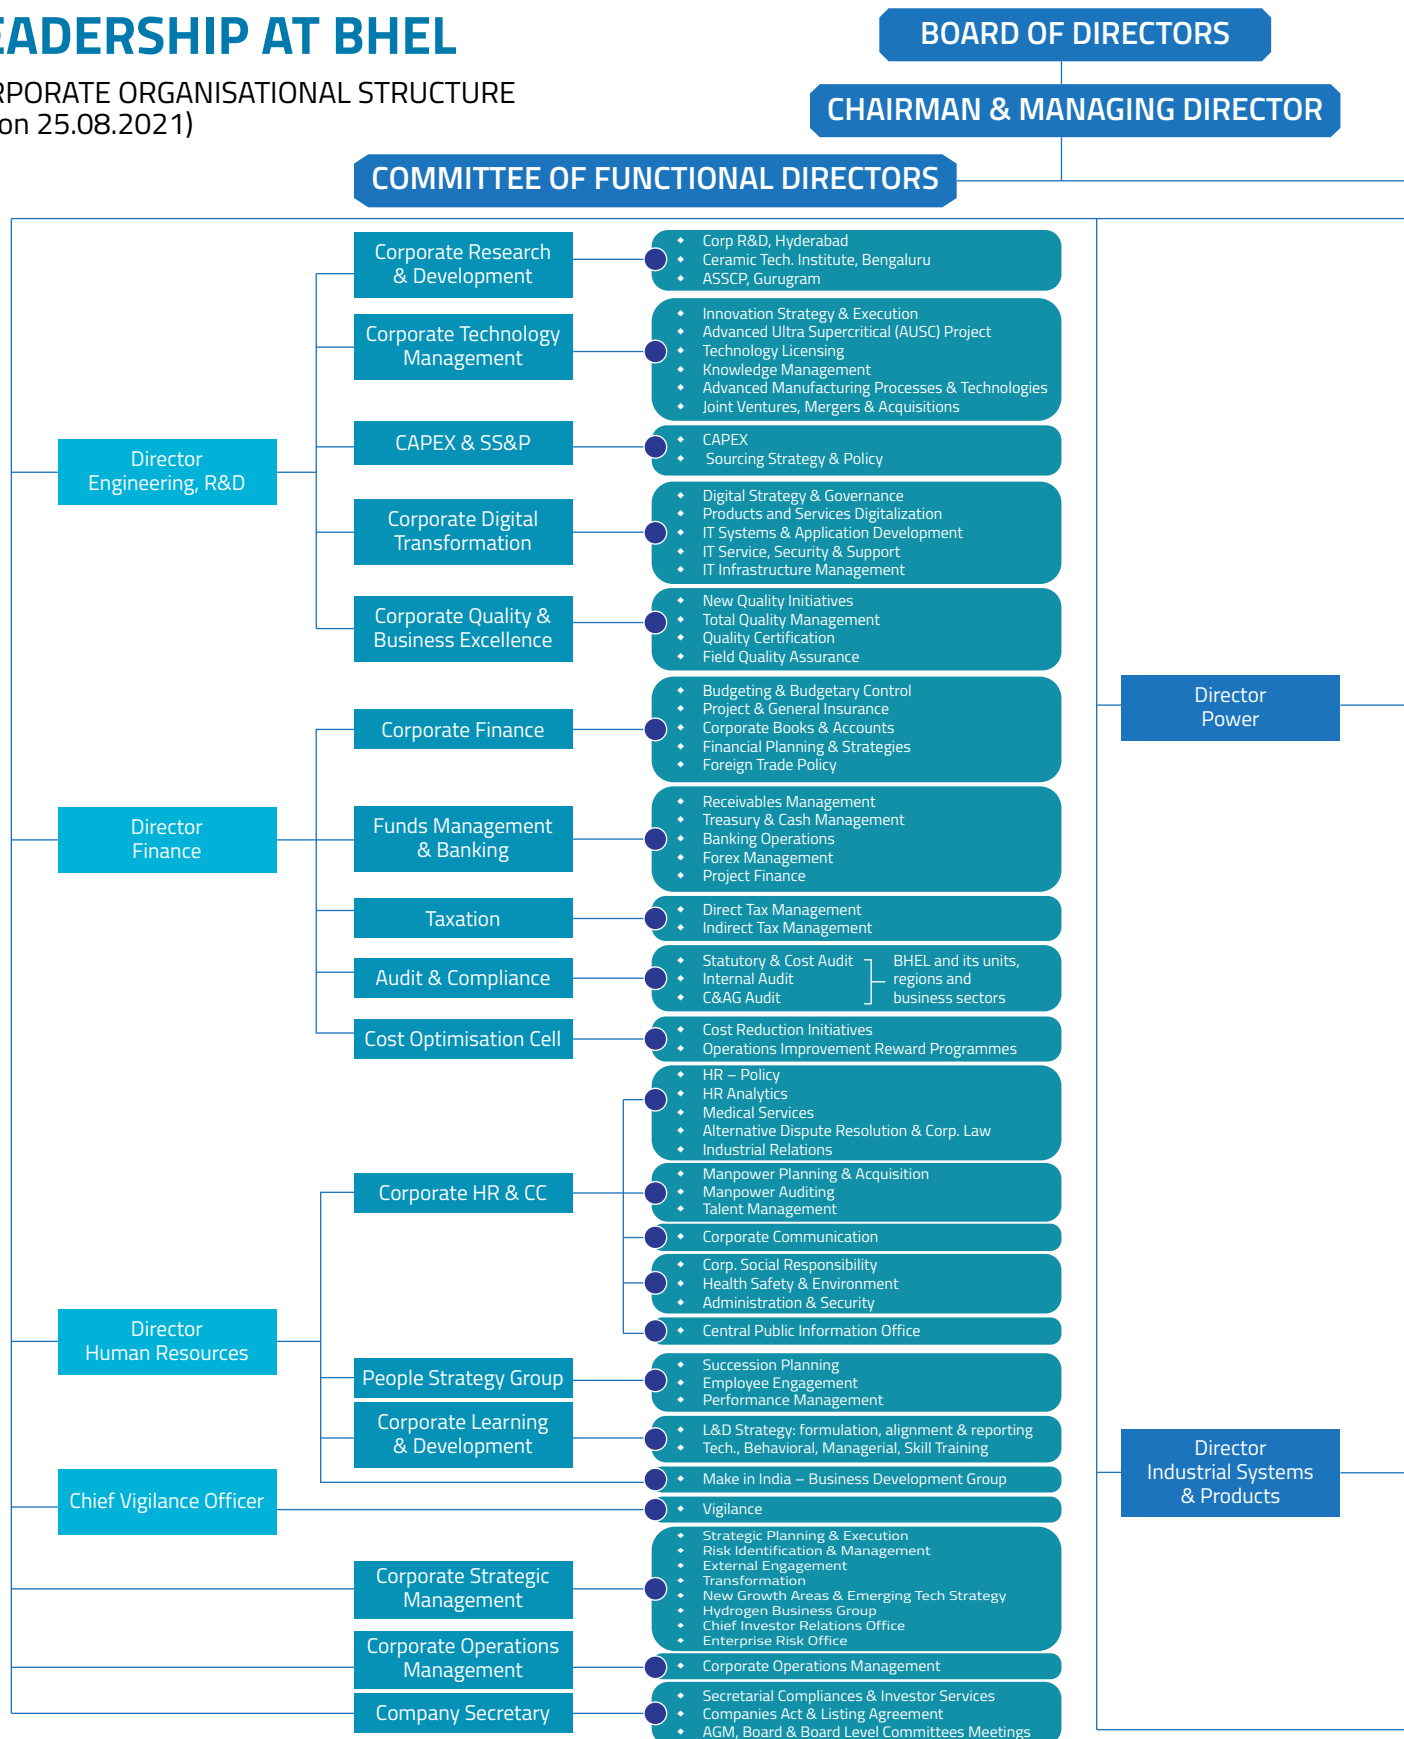 EADERSHIP AT BHEL
RPORATE ORGANISATIONAL STRUCTURE
on 25.08.2021)
BOARD OF DIRECTORS
CHAIRMAN & MANAGING DIRECTOR
COMMITTEE OF FUNCTIONAL DIRECTORS
Director
Engineering, R&D
Corporate Research
& Development
Corp R&D, Hyderabad
Ceramic Tech. Institute, Bengaluru
ASSCP, Gurugram
Corporate Technology
Management
Innovation Strategy & Execution
Advanced Ultra Supercritical (AUSC) Project
Technology Licensing
Knowledge Management
Advanced Manufacturing Processes & Technologies
Joint Ventures, Mergers & Acquisitions
CAPEX & SS&P
CAPEX
Sourcing Strategy & Policy
Corporate Digital
Transformation
Digital Strategy & Governance
Products and Services Digitalization
IT Systems & Application Development
IT Service, Security & Support
IT Infrastructure Management
Corporate Quality &
Business Excellence
New Quality Initiatives
Total Quality Management
Quality Certification
Field Quality Assurance
Director
Finance
Corporate Finance
Budgeting & Budgetary Control
Project & General Insurance
Corporate Books & Accounts
Financial Planning & Strategies
Foreign Trade Policy
Funds Management
& Banking
Receivables Management
Treasury & Cash Management
Banking Operations
Forex Management
Project Finance
Taxation
Direct Tax Management
Indirect Tax Management
Audit & Compliance
Statutory & Cost Audit
Internal Audit
C&AG Audit
BHEL and its units,
regions and
business sectors
Cost Optimisation Cell
Cost Reduction Initiatives
Operations Improvement Reward Programmes
Director
Human Resources
Corporate HR & CC
HR – Policy
HR Analytics
Medical Services
Alternative Dispute Resolution & Corp. Law
Industrial Relations
Manpower Planning & Acquisition
Manpower Auditing
Talent Management
Corporate Communication
Corp. Social Responsibility
Health Safety & Environment
Administration & Security
Central Public Information Office
People Strategy Group
Succession Planning
Employee Engagement
Performance Management
Corporate Learning
& Development
L&D Strategy: formulation, alignment & reporting
Tech., Behavioral, Managerial, Skill Training
Make in India – Business Development Group
Chief Vigilance Officer
Vigilance
Corporate Strategic
Management
Strategic Planning & Execution
Risk Identification & Management
External Engagement
Transformation
New Growth Areas & Emerging Tech Strategy
Hydrogen Business Group
Chief Investor Relations Office
Enterprise Risk Office
Corporate Operations
Management
Corporate Operations Management
Company Secretary
Secretarial Compliances & Investor Services
Companies Act & Listing Agreement
AGM, Board & Board Level Committees Meetings
Director
Power
Director
Industrial Systems
& Products